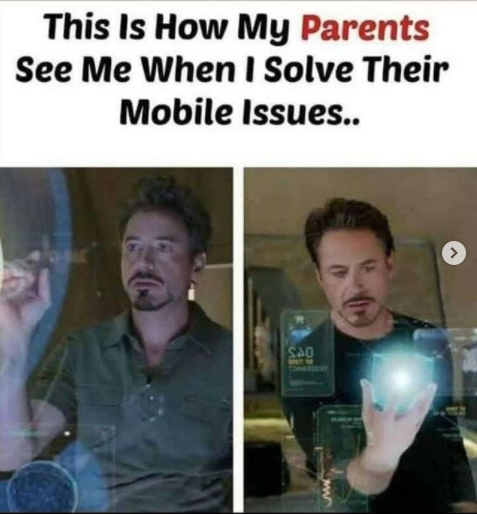 This Is How My Parents
See Me When I Solve Their
Mobile Issues..